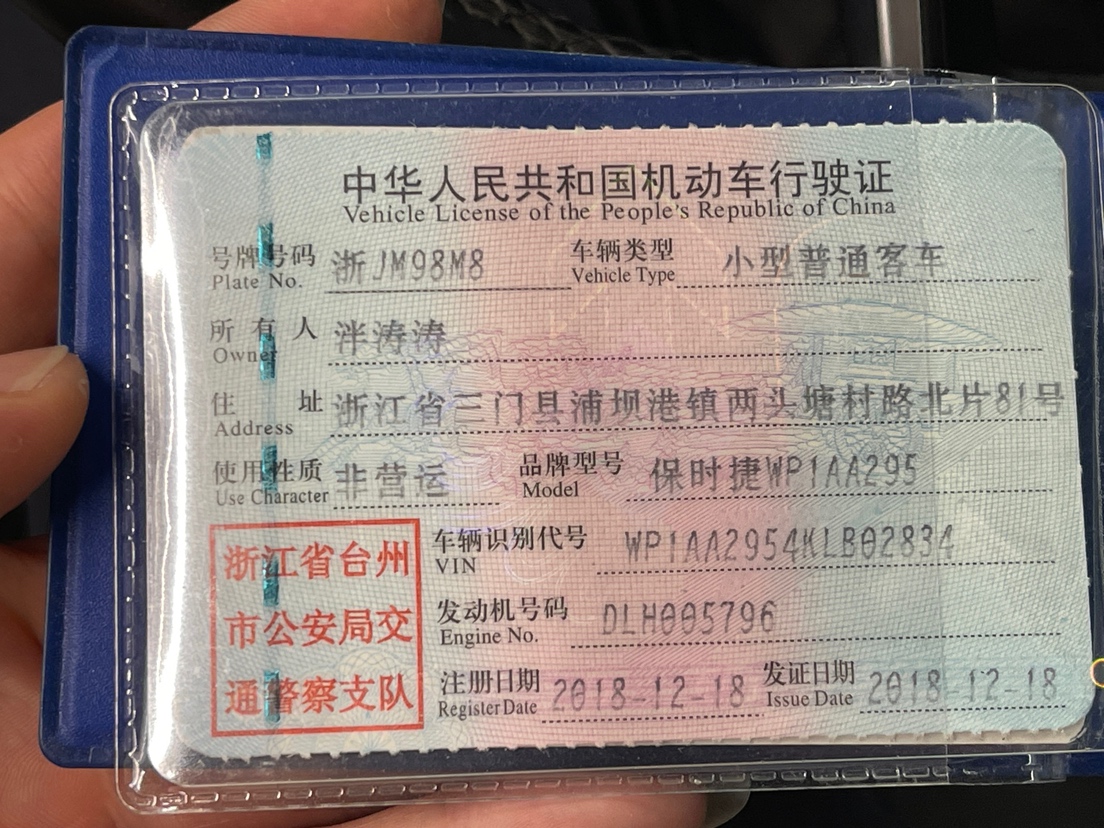 中华人民共和国机动车行驶证
Vehicle License of the People's Republic of China
号牌号码 浙JM98M8 车辆类型 小型普通客车
Plate No. Vehicle Type
所有人 泮涛涛
Owner
住址 浙江省三门县浦坝港镇两头塘村路北片81号
Address
使用性质 非营运 品牌型号 保时捷WP1AA295
Use Character Model
浙江省台州
市公安局交
通警察支队
车辆识别代号 WP1AA2954KLB02834
VIN
发动机号码 DLH005796
Engine No.
注册日期 2018-12-18 发证日期 2018-12-18
Register Date Issue Date